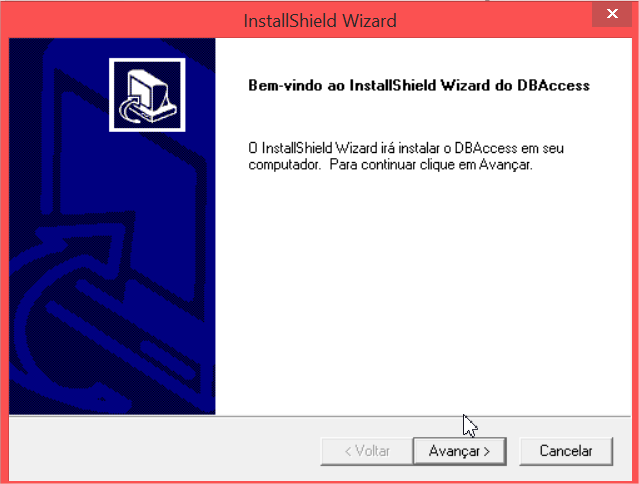 InstallShield Wizard
Bem-vindo ao InstallShield Wizard do DBAccess
O InstallShield Wizard irá instalar o DBAccess em seu
computador. Para continuar clique em Avançar.
< Voltar
Avançar >
Cancelar